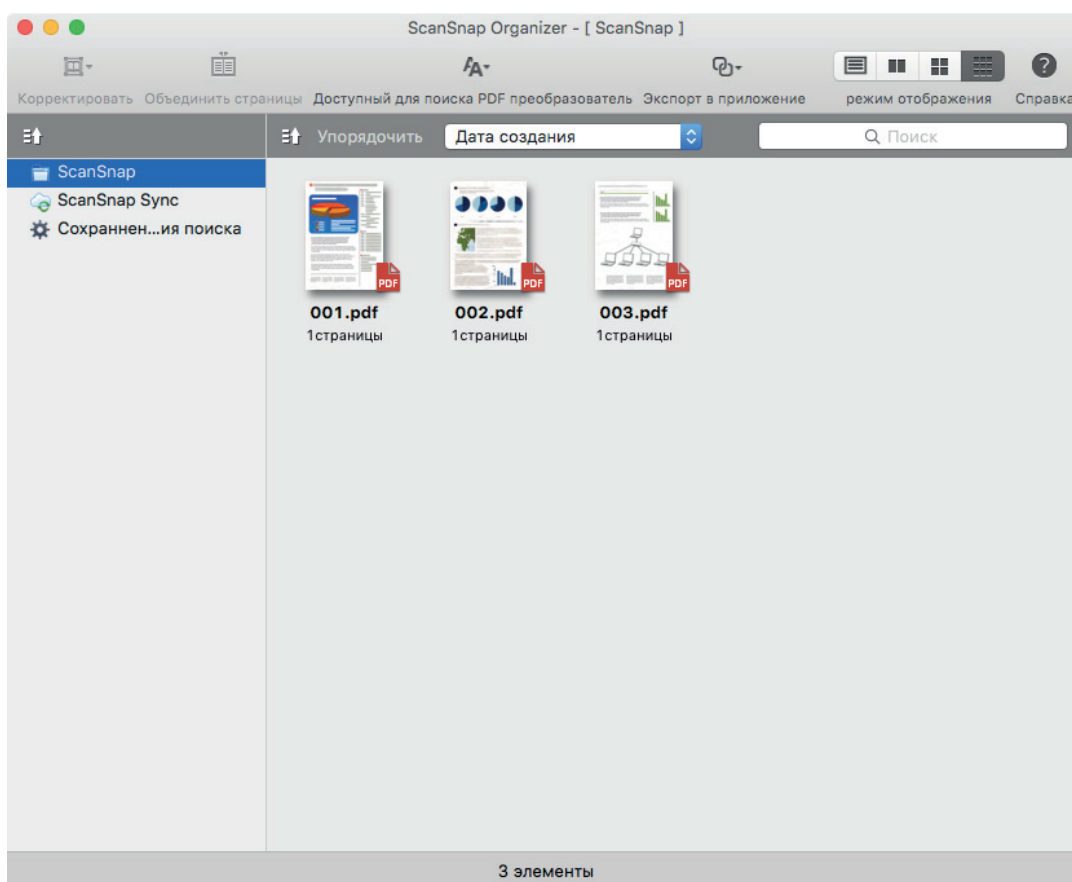 ScanSnap Organizer - [ ScanSnap ]
Корректировать Объединить страницы Доступный для поиска PDF преобразователь Экспорт в приложение режим отображения Справка
Упорядочить Дата создания Поиск
ScanSnap
ScanSnap Sync
Сохраннен...ия поиска
PDF PDF PDF
001.pdf 002.pdf 003.pdf
1страницы 1страницы 1страницы
3 элементы